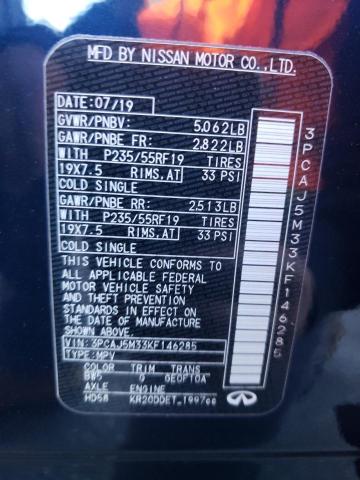 MFD BY NISSAN MOTOR CO.,LTD.
DATE:07/19
GVWR/PNBV: 5,062LB
GAWR/PNBE FR: 2,822LB
WITH P235/55RF19 TIRES
19X7.5 RIMS,AT 33 PSI
COLD SINGLE
GAWR/PNBE RR: 2,513LB
WITH P235/55RF19 TIRES
19X7.5 RIMS,AT 33 PSI
COLD SINGLE
THIS VEHICLE CONFORMS TO
ALL APPLICABLE FEDERAL
MOTOR VEHICLE SAFETY
AND THEFT PREVENTION
STANDARDS IN EFFECT ON
THE DATE OF MANUFACTURE
SHOWN ABOVE.
VIN: 3PCAJ5M33KF146285
TYPE: MPV
COLOR TRIM TRANS
BW5 G
AXLE ENGINE
HD58 KR20DDET 1997cc
3PCAJ5M33KF146285